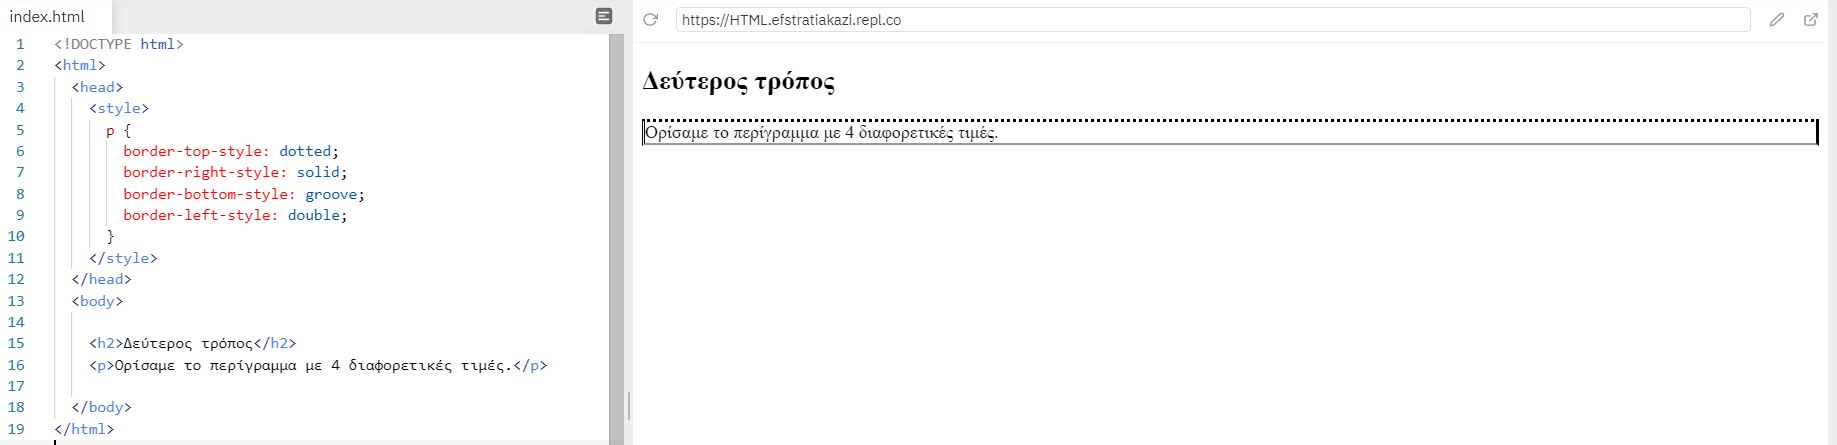 index.html
1 <!DOCTYPE html>
2 <html>
3 <head>
4 <style>
5 p {
6 border-top-style: dotted;
7 border-right-style: solid;
8 border-bottom-style: groove;
9 border-left-style: double;
10 }
11 </style>
12 </head>
13 <body>
14
15 <h2>Δεύτερος τρόπος</h2>
16 <p>Ορίσαμε το περίγραμμα με 4 διαφορετικές τιμές.</p>
17
18 </body>
19 </html>
https://HTML.efstratiakazi.repl.co
Δεύτερος τρόπος
Ορίσαμε το περίγραμμα με 4 διαφορετικές τιμές.